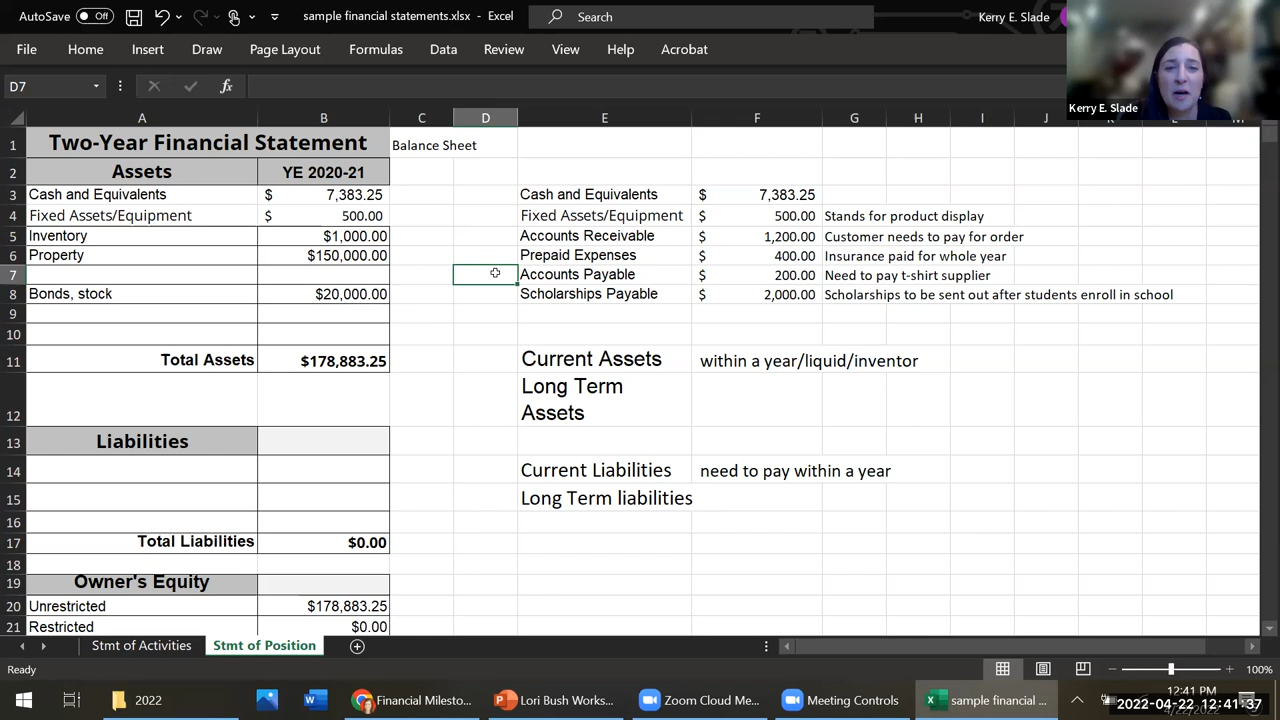 AutoSave Off sample financial statements.xlsx - Excel Search Kerry E. Slade
File Home Insert Draw Page Layout Formulas Data Review View Help Acrobat
Kerry E. Slade
D7 fx
A B C D E F G H I J
1 Two-Year Financial Statement Balance Sheet
2 Assets YE 2020-21
3 Cash and Equivalents $ 7,383.25 Cash and Equivalents $ 7,383.25
4 Fixed Assets/Equipment $ 500.00 Fixed Assets/Equipment $ 500.00 Stands for product display
5 Inventory $1,000.00 Accounts Receivable $ 1,200.00 Customer needs to pay for order
6 Property $150,000.00 Prepaid Expenses $ 400.00 Insurance paid for whole year
7 Accounts Payable $ 200.00 Need to pay t-shirt supplier
8 Bonds, stock $20,000.00 Scholarships Payable $ 2,000.00 Scholarships to be sent out after students enroll in school
9
10
11 Total Assets $178,883.25 Current Assets within a year/liquid/inventor
12 Long Term
Assets
13 Liabilities
14 Current Liabilities need to pay within a year
15 Long Term liabilities
16
17 Total Liabilities $0.00
18
19 Owner's Equity
20 Unrestricted $178,883.25
21 Restricted $0.00
Stmt of Activities Stmt of Position
Ready 100%
2022 Financial Milesto... Lori Bush Works... Zoom Cloud Me... Meeting Controls sample financial ... 12:41 PM
2022-04-22 12:41:37